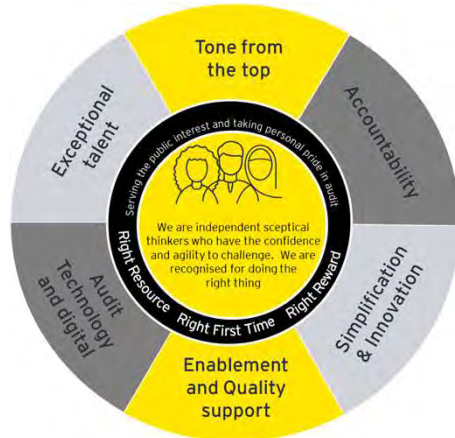 Tone from
the top
Accountability
Simplification
& Innovation
Enablement
and Quality
support
Audit
Technology
and digital
Exceptional
talent
Serving the public interest and taking personal pride in audit
We are independent sceptical
thinkers who have the confidence
and agility to challenge. We are
recognised for doing the
right thing
Right Resource Right First Time Right Reward